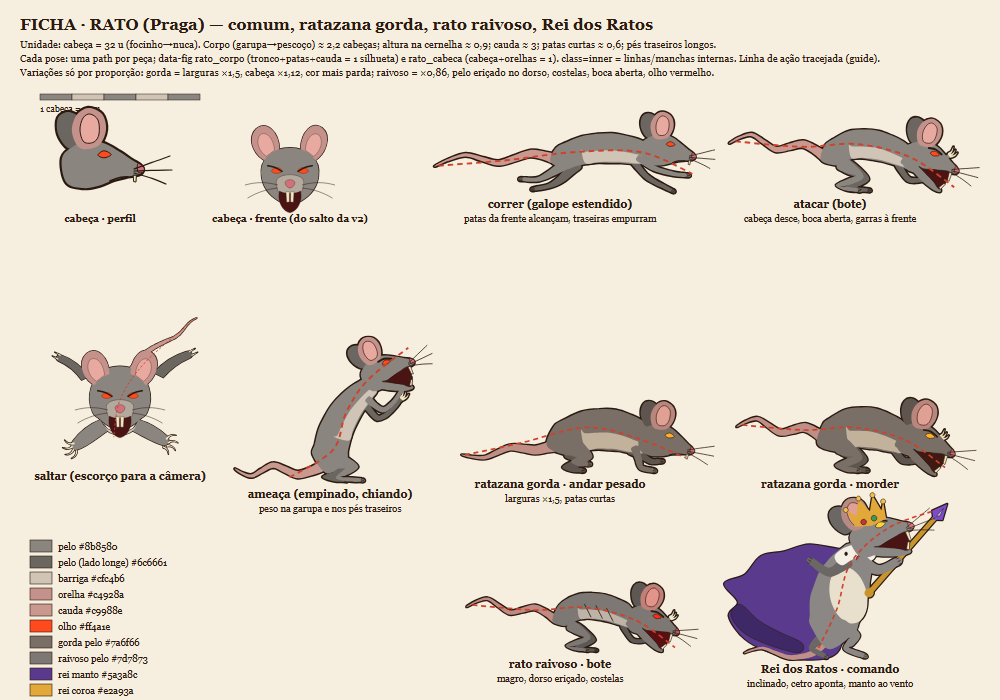 FICHA · RATO (Praga) — comum, ratazana gorda, rato raivoso, Rei dos Ratos
Unidade: cabeça = 32 u (focinho→nuca). Corpo (garupa→pescoço) ≈ 2,2 cabeças; altura na cernelha ≈ 0,9; cauda ≈ 3; patas curtas ≈ 0,6; pés traseiros longos.
Cada pose: uma path por peça; data-fig rato_corpo (tronco+patas+cauda = 1 silhueta) e rato_cabeca (cabeça+orelhas = 1). class=inner = linhas/manchas internas. Linha de ação tracejada (guide).
Variações só por proporção: gorda = larguras ×1,5, cabeça ×1,12, cor mais parda; raivoso = ×0,86, pelo eriçado no dorso, costelas, boca aberta, olho vermelho.
1 cabeça =
cabeça · perfil
cabeça · frente (do salto da v2)
correr (galope estendido)
patas da frente alcançam, traseiras empurram
atacar (bote)
cabeça desce, boca aberta, garras à frente
saltar (escorço para a câmera)
ameaça (empinado, chiando)
peso na garupa e nos pés traseiros
ratazana gorda · andar pesado
larguras ×1,5, patas curtas
ratazana gorda · morder
pelo #8b8580
pelo (lado longe) #6c6661
barriga #cfc4b6
orelha #c4928a
cauda #c9988e
olho #ff4a1e
gorda pelo #7a6f66
raivoso pelo #7d7873
rei manto #5a3a8c
rei coroa #e2a93a
rato raivoso · bote
magro, dorso eriçado, costelas
Rei dos Ratos · comando
inclinado, cetro aponta, manto ao vento